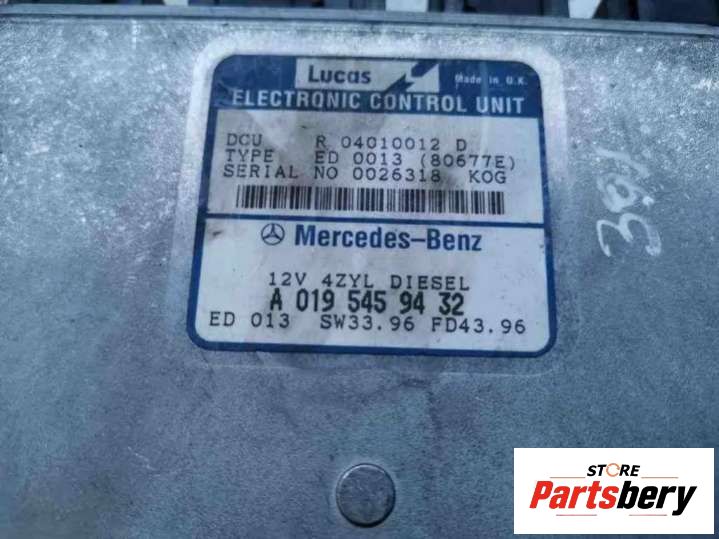 Lucas Made in U.K.
ELECTRONIC CONTROL UNIT
DCU R 04010012 D
TYPE ED 0013 (80677E)
SERIAL NO 0026318 KOG
Mercedes-Benz
12V 4ZYL DIESEL
A 019 545 94 32
ED 013 SW33.96 FD43.96
STORE
Partsbery